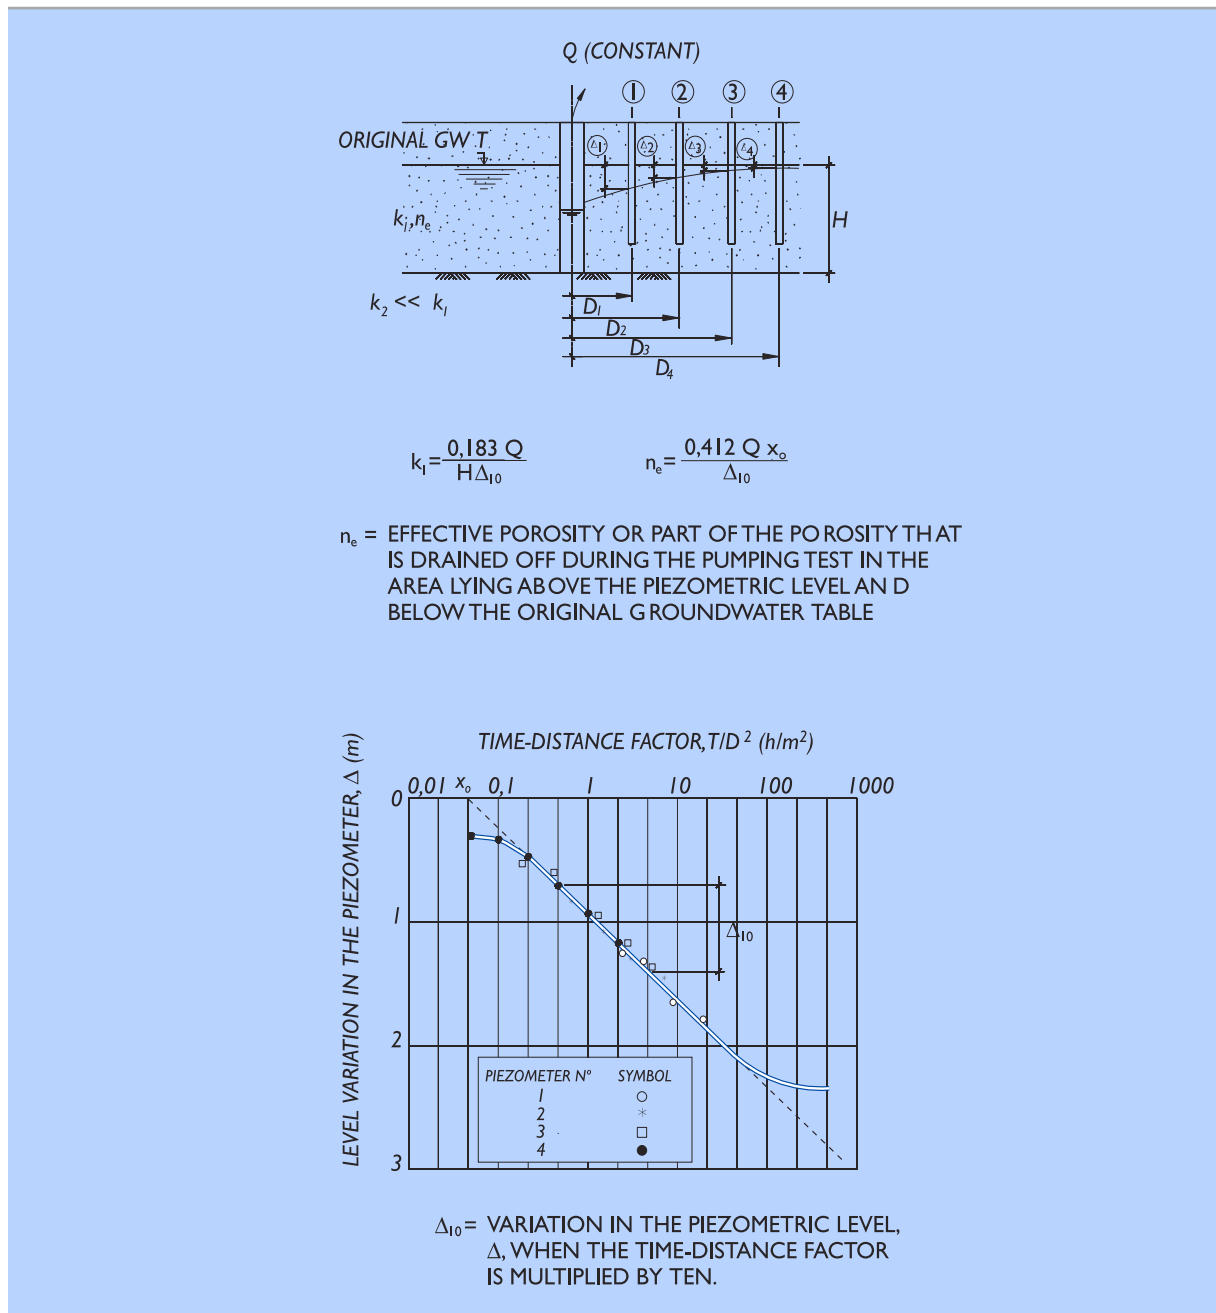 Q (CONSTANT)
1 2 3 4
ORIGINAL GW T
Δ1 Δ2 Δ3 Δ4
k1,ne
H
k2 << k1
D1
D2
D3
D4
k1= 0,183 Q / HΔ10
ne= 0,412 Q xo / Δ10
ne = EFFECTIVE POROSITY OR PART OF THE POROSITY THAT
IS DRAINED OFF DURING THE PUMPING TEST IN THE
AREA LYING ABOVE THE PIEZOMETRIC LEVEL AND
BELOW THE ORIGINAL GROUNDWATER TABLE
TIME-DISTANCE FACTOR,T/D² (h/m²)
LEVEL VARIATION IN THE PIEZOMETER, Δ (m)
0,01 xo 0,1 1 10 100 1000
0
1
Δ10
2
3
PIEZOMETER Nº SYMBOL
1 ○
2 *
3 □
4 ●
Δ10= VARIATION IN THE PIEZOMETRIC LEVEL,
Δ, WHEN THE TIME-DISTANCE FACTOR
IS MULTIPLIED BY TEN.